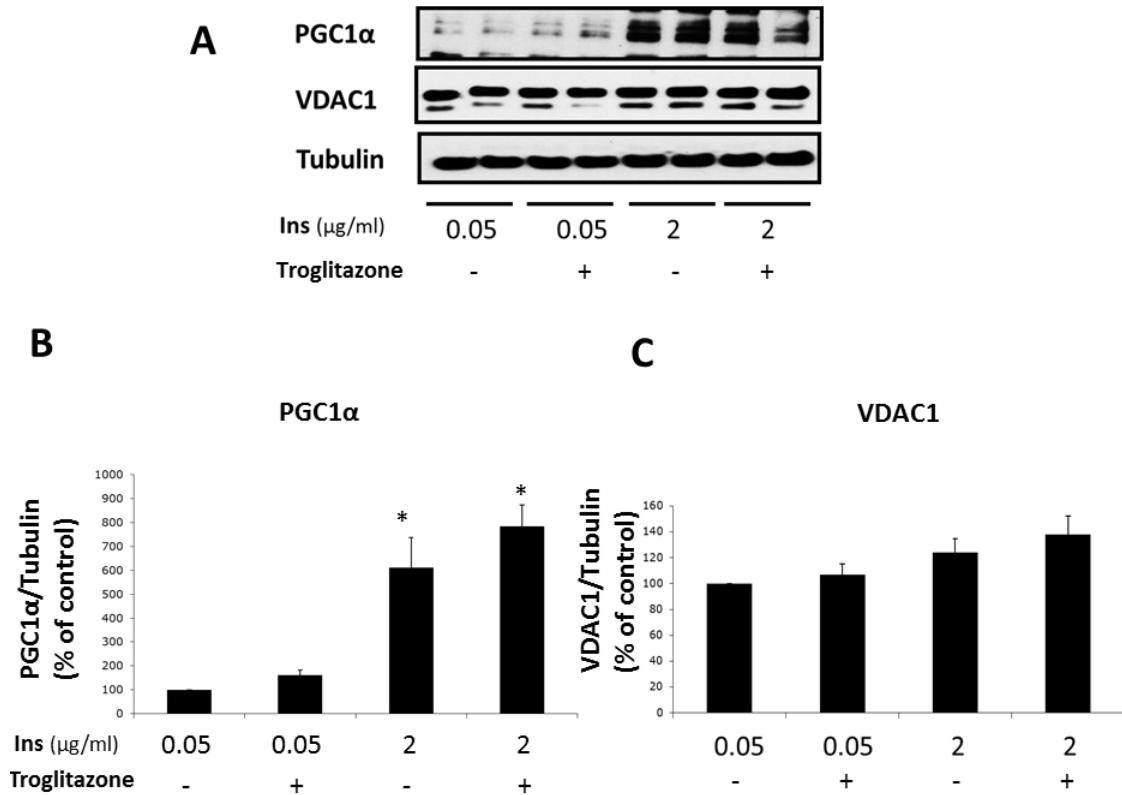 A
PGC1α
VDAC1
Tubulin
Ins (µg/ml) 0.05 0.05 2 2
Troglitazone - + - +
B
PGC1α
PGC1α/Tubulin
(% of control)
1000
900
800
700
600
500
400
300
200
100
0
* *
Ins (µg/ml) 0.05 0.05 2 2
Troglitazone - + - +
C
VDAC1
VDAC1/Tubulin
(% of control)
160
140
120
100
80
60
40
20
0
0.05 0.05 2 2
- + - +